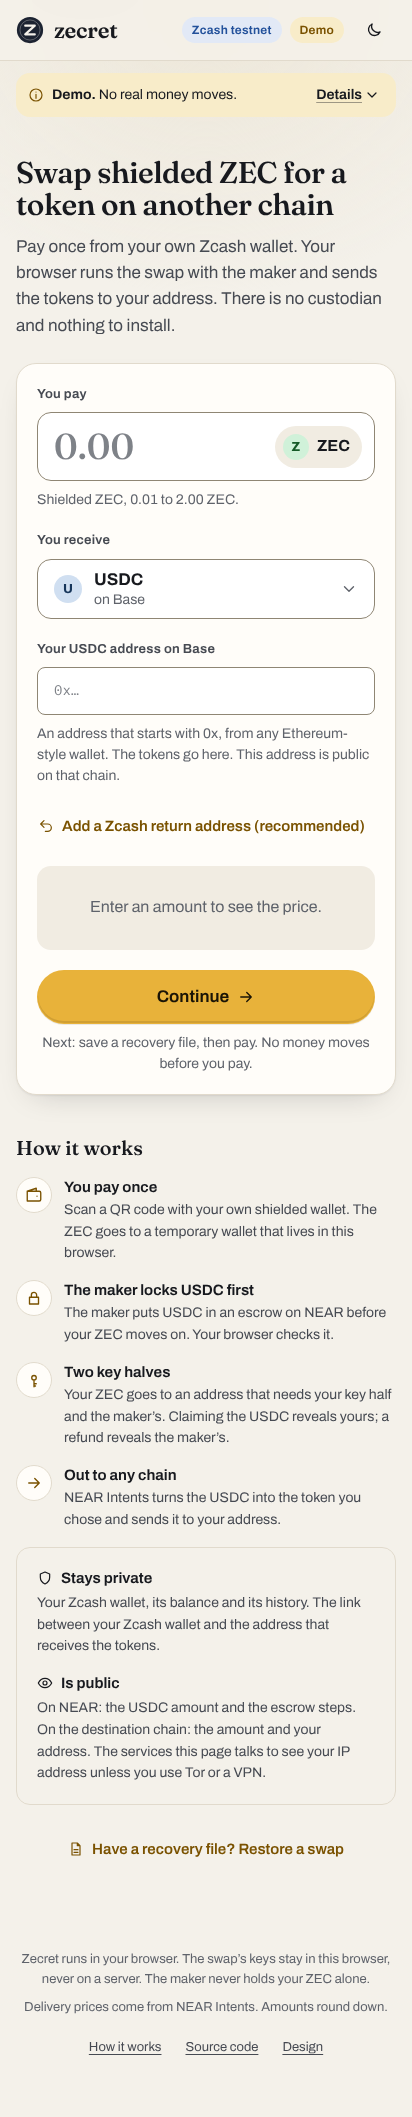 zecret
Zcash testnet
Demo
Demo. No real money moves.
Details
Swap shielded ZEC for a
token on another chain
Pay once from your own Zcash wallet. Your
browser runs the swap with the maker and sends
the tokens to your address. There is no custodian
and nothing to install.
You pay
0.00
Z
ZEC
Shielded ZEC, 0.01 to 2.00 ZEC.
You receive
U
USDC
on Base
Your USDC address on Base
0x…
An address that starts with 0x, from any Ethereum-
style wallet. The tokens go here. This address is public
on that chain.
Add a Zcash return address (recommended)
Enter an amount to see the price.
Continue →
Next: save a recovery file, then pay. No money moves
before you pay.
How it works
You pay once
Scan a QR code with your own shielded wallet. The
ZEC goes to a temporary wallet that lives in this
browser.
The maker locks USDC first
The maker puts USDC in an escrow on NEAR before
your ZEC moves on. Your browser checks it.
Two key halves
Your ZEC goes to an address that needs your key half
and the maker’s. Claiming the USDC reveals yours; a
refund reveals the maker’s.
Out to any chain
NEAR Intents turns the USDC into the token you
chose and sends it to your address.
Stays private
Your Zcash wallet, its balance and its history. The link
between your Zcash wallet and the address that
receives the tokens.
Is public
On NEAR: the USDC amount and the escrow steps.
On the destination chain: the amount and your
address. The services this page talks to see your IP
address unless you use Tor or a VPN.
Have a recovery file? Restore a swap
Zecret runs in your browser. The swap’s keys stay in this browser,
never on a server. The maker never holds your ZEC alone.
Delivery prices come from NEAR Intents. Amounts round down.
How it works
Source code
Design